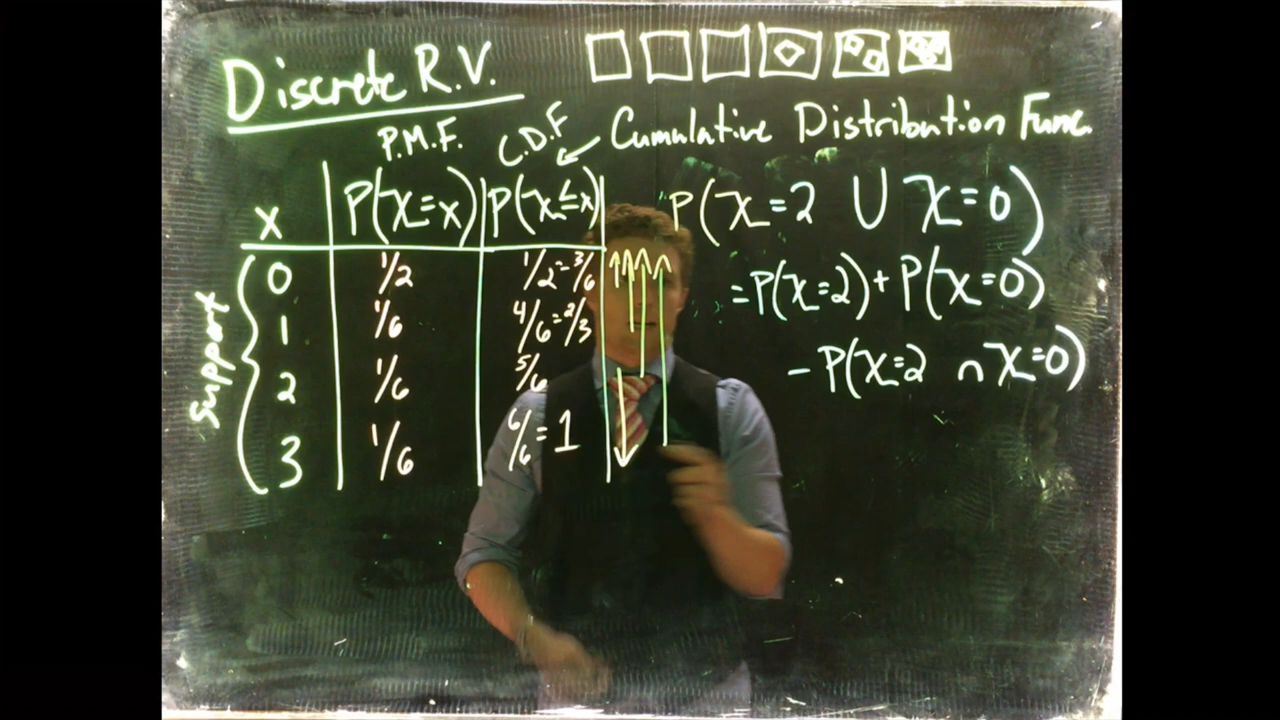 Discrete R.V.
P.M.F. C.D.F ← Cumulative Distribution Func.
x P(X=x) P(X≤x)
0 1/2 1/2=3/6
1 1/6 4/6=2/3
2 1/6 5/6
3 1/6 6/6=1
support
P(X=2 ∪ X=0)
=P(X=2)+P(X=0)
-P(X=2 ∩ X=0)